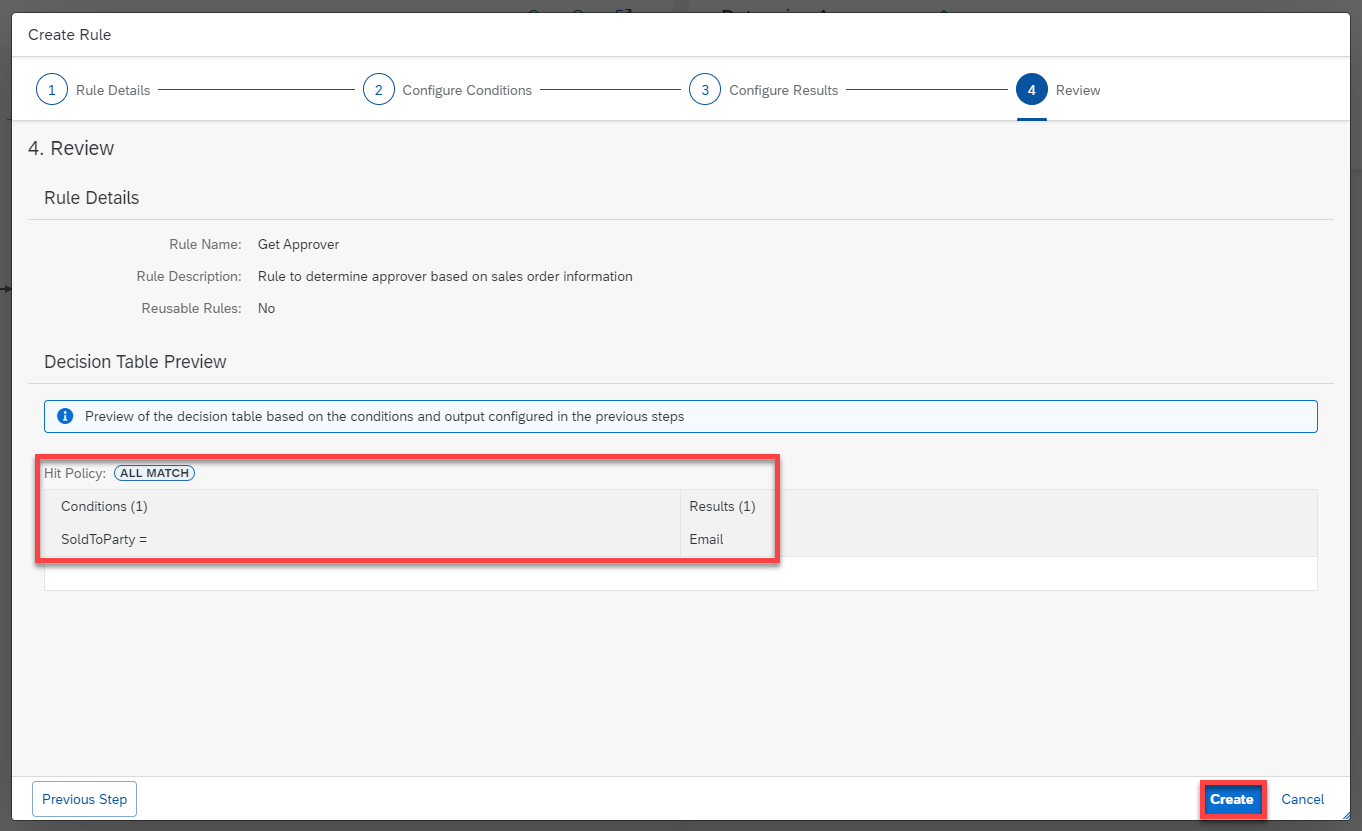 Create Rule
1 Rule Details 2 Configure Conditions 3 Configure Results 4 Review
4. Review
Rule Details
Rule Name: Get Approver
Rule Description: Rule to determine approver based on sales order information
Reusable Rules: No
Decision Table Preview
Preview of the decision table based on the conditions and output configured in the previous steps
Hit Policy: ALL MATCH
Conditions (1) Results (1)
SoldToParty = Email
Previous Step Create Cancel